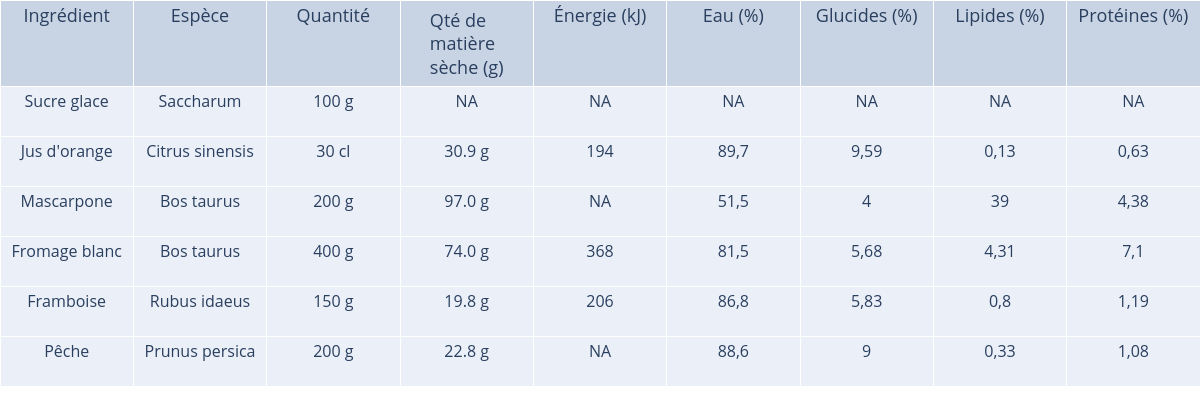 Ingrédient Espèce Quantité Qté de matière sèche (g) Énergie (kJ) Eau (%) Glucides (%) Lipides (%) Protéines (%)
Sucre glace Saccharum 100 g NA NA NA NA NA NA
Jus d'orange Citrus sinensis 30 cl 30.9 g 194 89,7 9,59 0,13 0,63
Mascarpone Bos taurus 200 g 97.0 g NA 51,5 4 39 4,38
Fromage blanc Bos taurus 400 g 74.0 g 368 81,5 5,68 4,31 7,1
Framboise Rubus idaeus 150 g 19.8 g 206 86,8 5,83 0,8 1,19
Pêche Prunus persica 200 g 22.8 g NA 88,6 9 0,33 1,08